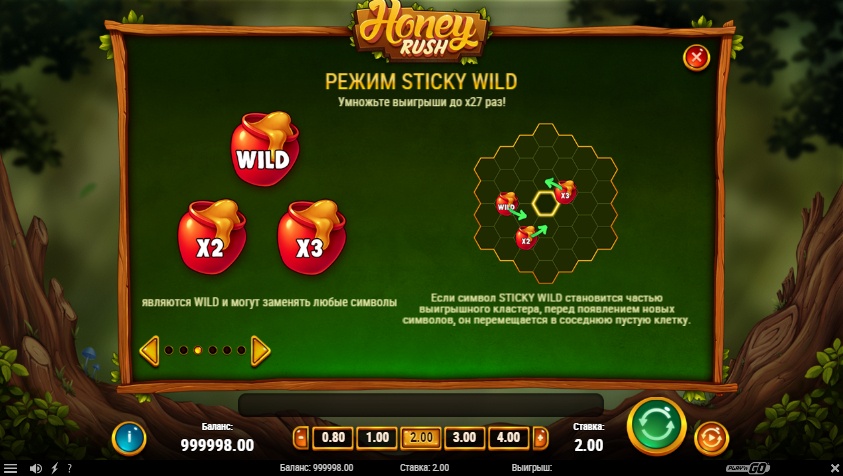 Honey
RUSH
РЕЖИМ STICKY WILD
Умножьте выигрыши до x27 раз!
WILD
X2
X3
X3
WILD
X2
являются WILD и могут заменять любые символы
Если символ STICKY WILD становится частью
выигрышного кластера, перед появлением новых
символов, он перемещается в соседнюю пустую клетку.
Баланс:
999998.00
0.80
1.00
2.00
3.00
4.00
Ставка:
2.00
Баланс: 999998.00
Ставка: 2.00
Выигрыш:
PLAY'n GO